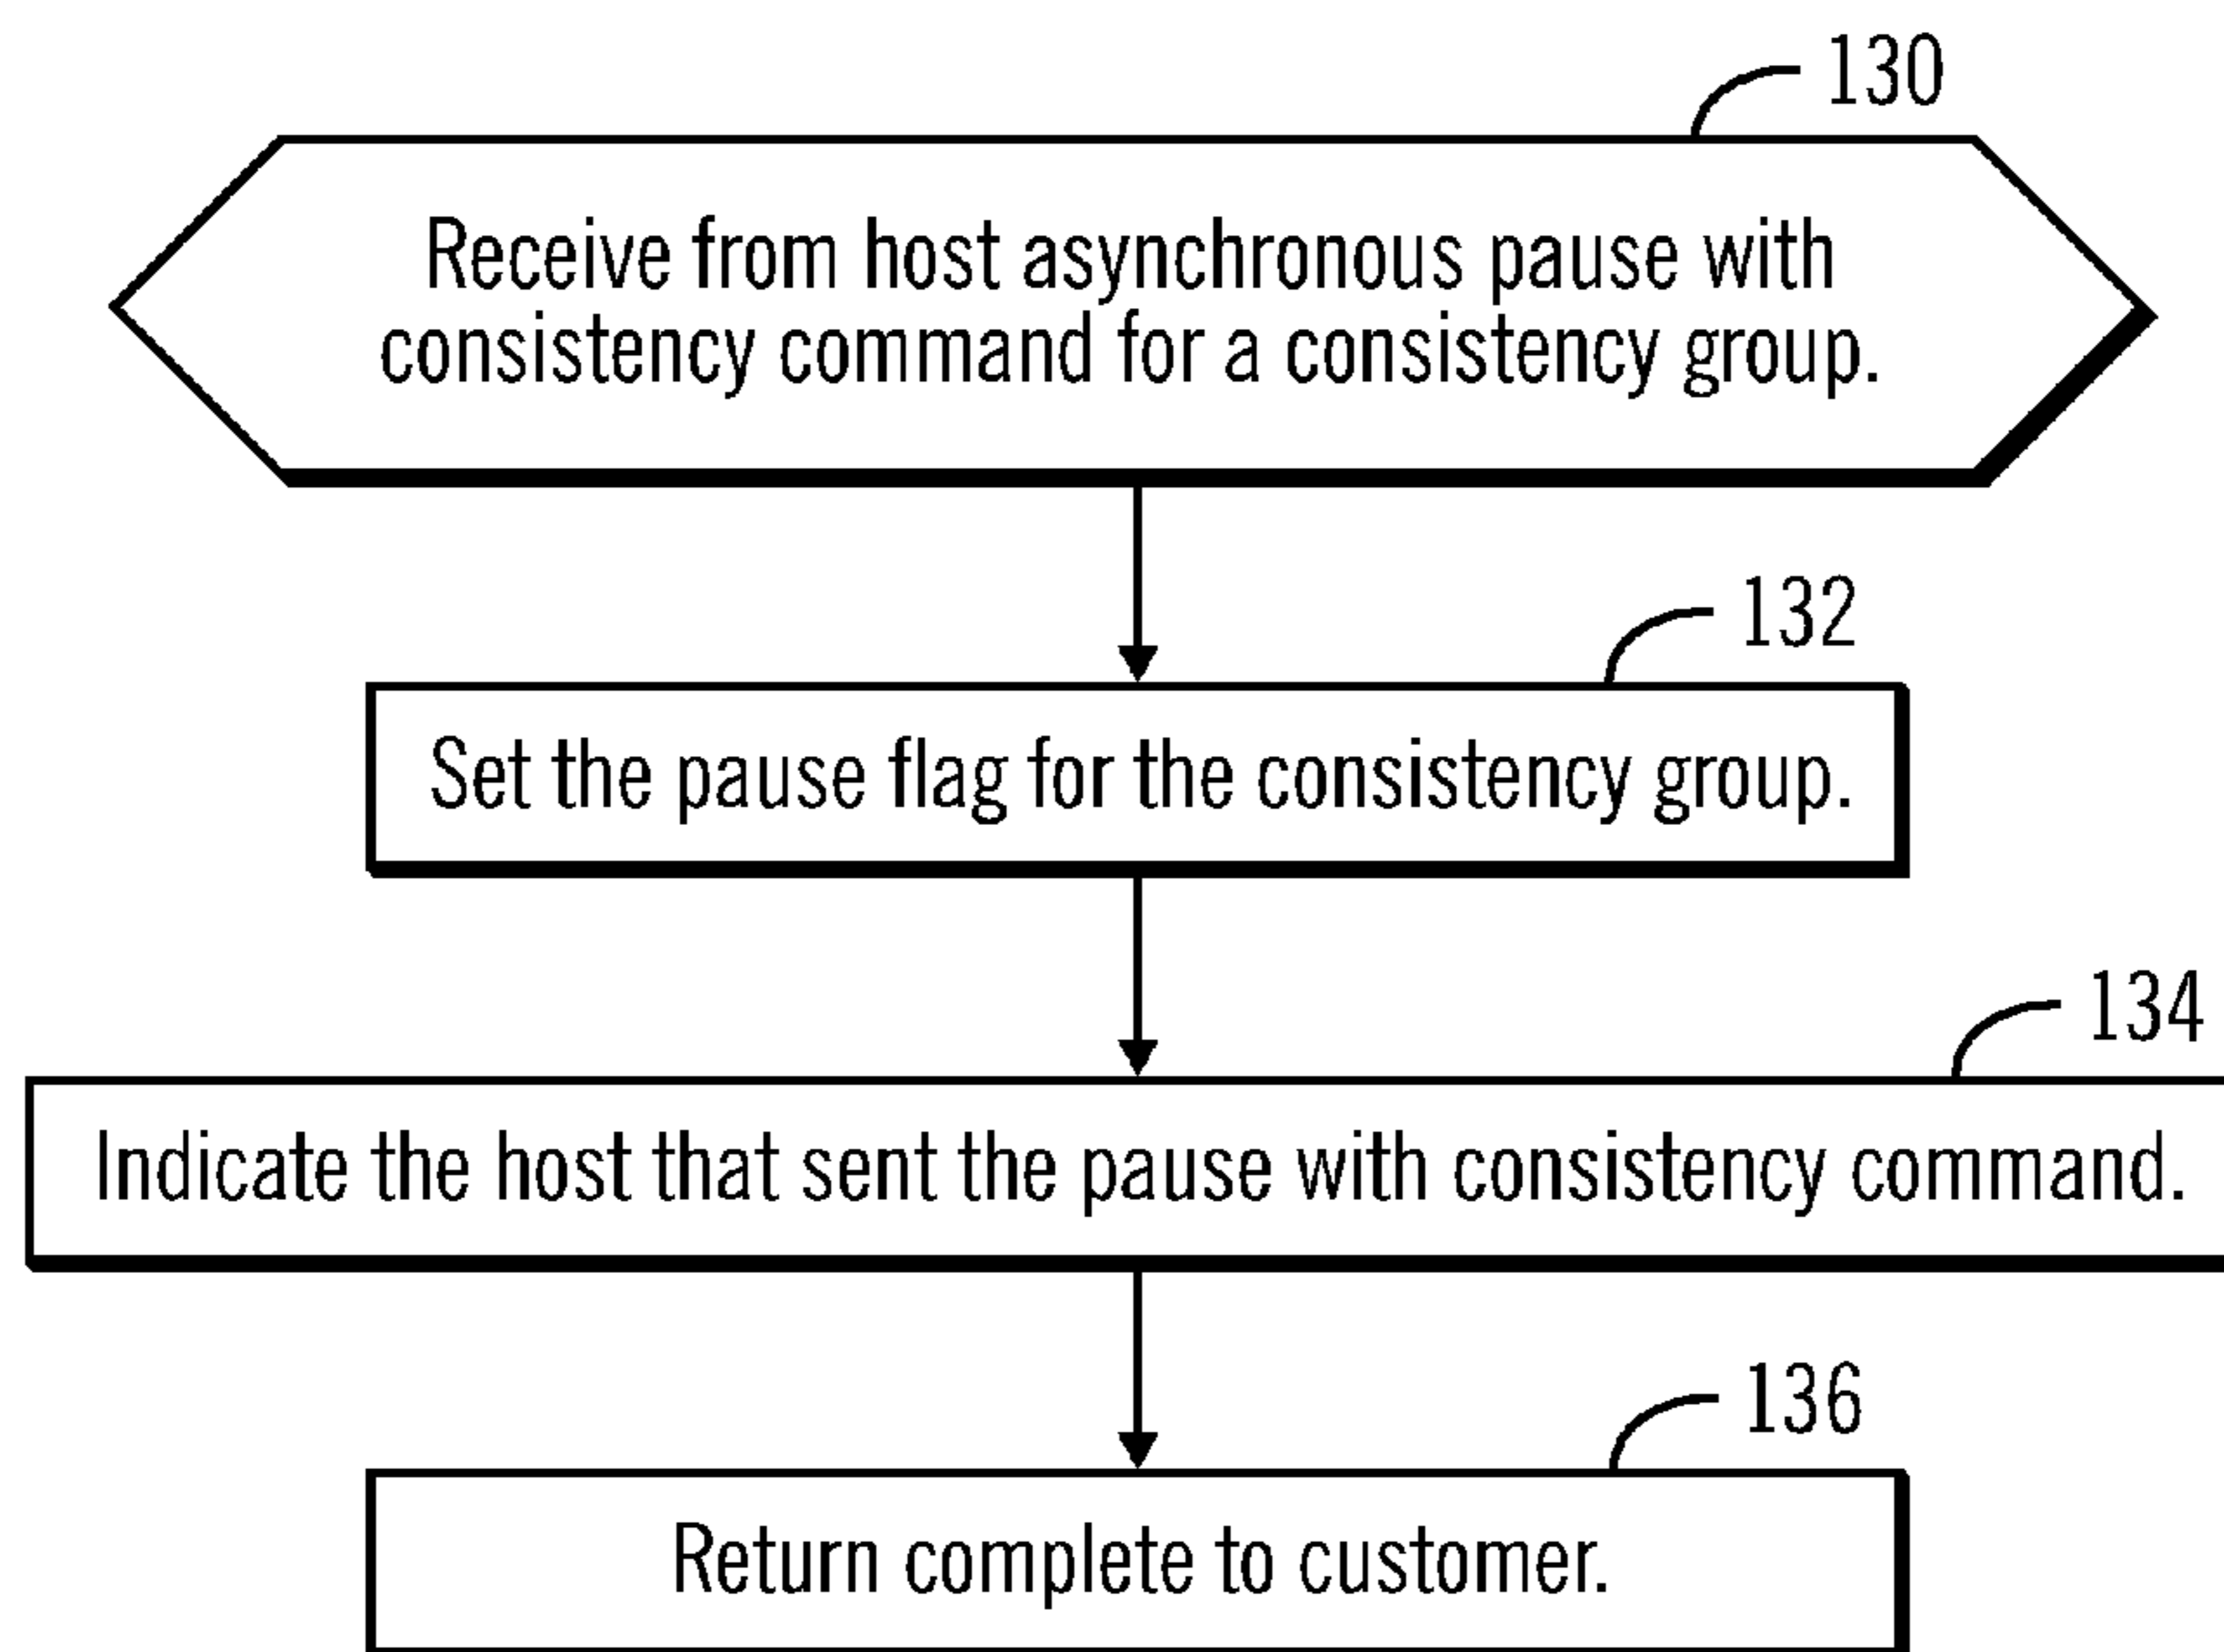 130
Receive from host asynchronous pause with
consistency command for a consistency group.
132
Set the pause flag for the consistency group.
134
Indicate the host that sent the pause with consistency command.
136
Return complete to customer.